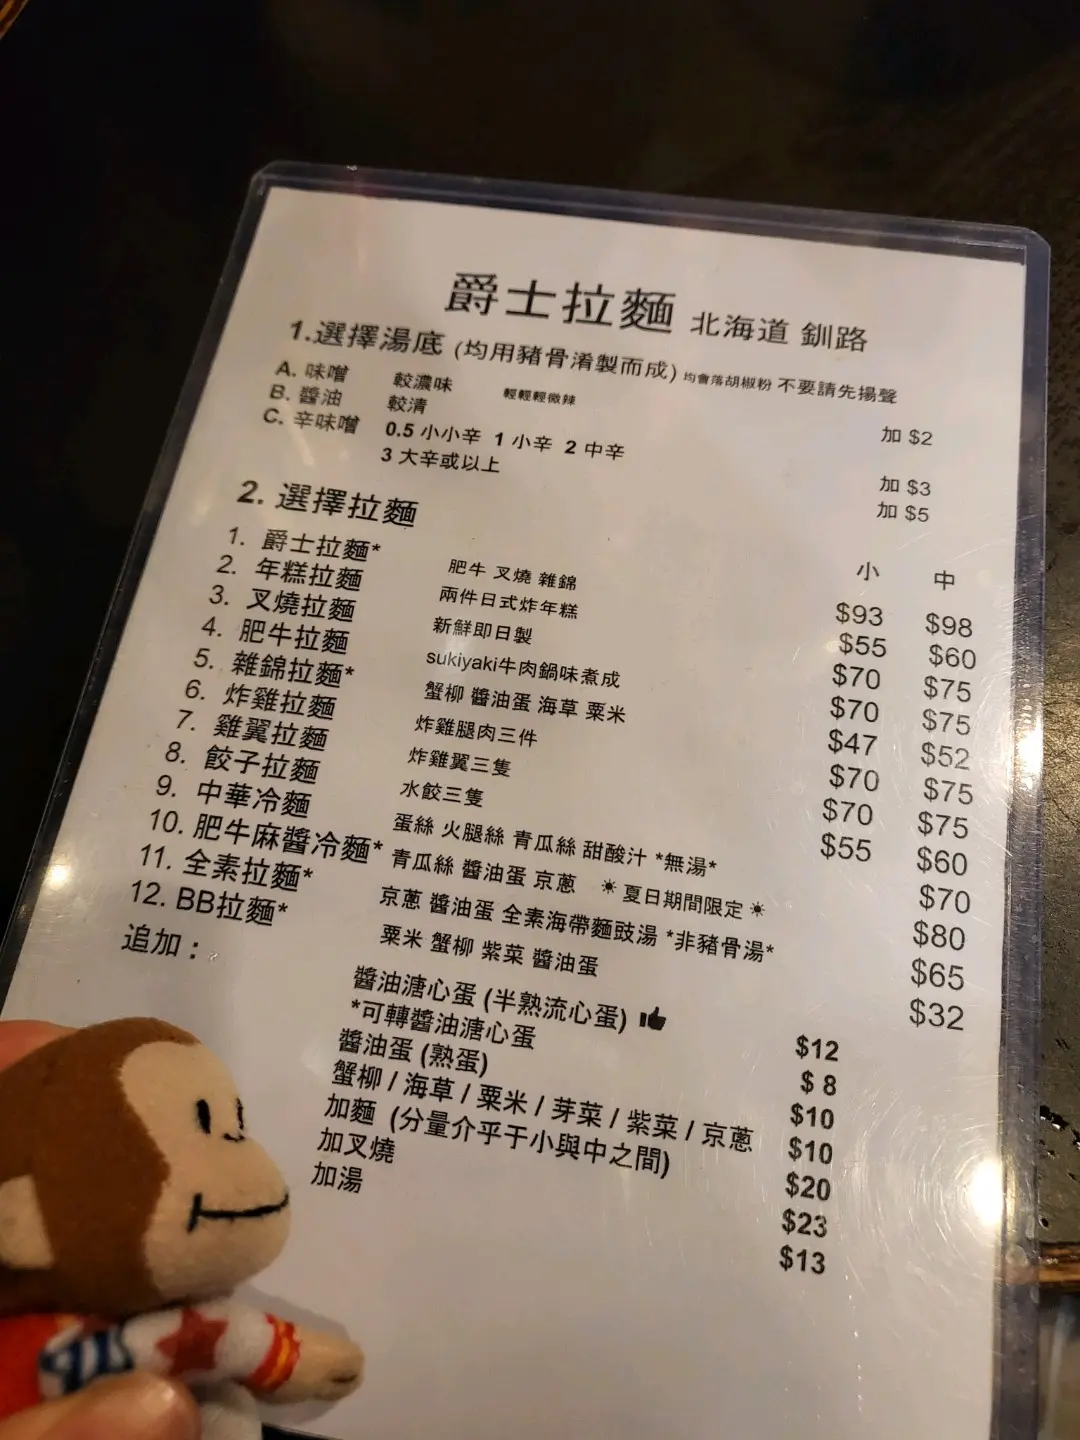 爵士拉麵 北海道 釧路
1.選擇湯底 (均用豬骨淆製而成) 均會落胡椒粉 不要請先揚聲
A. 味噌 較濃味 輕輕輕微辣 加 $2
B. 醬油 較清
C. 辛味噌 0.5 小小辛 1 小辛 2 中辛 加 $3
3 大辛或以上 加 $5
2. 選擇拉麵 小 中
1. 爵士拉麵* 肥牛 叉燒 雜錦 $93 $98
2. 年糕拉麵 兩件日式炸年糕 $55 $60
3. 叉燒拉麵 新鮮即日製 $70 $75
4. 肥牛拉麵 sukiyaki牛肉鍋味煮成 $70 $75
5. 雜錦拉麵* 蟹柳 醬油蛋 海草 粟米 $47 $52
6. 炸雞拉麵 炸雞腿肉三件 $70 $75
7. 雞翼拉麵 炸雞翼三隻 $70 $75
8. 餃子拉麵 水餃三隻 $55 $60
9. 中華冷麵 蛋絲 火腿絲 青瓜絲 甜酸汁 *無湯* $70
10. 肥牛麻醬冷麵* 青瓜絲 醬油蛋 京蔥 ☀夏日期間限定☀ $80
11. 全素拉麵* 京蔥 醬油蛋 全素海帶麵豉湯 *非豬骨湯* $65
12. BB拉麵* 粟米 蟹柳 紫菜 醬油蛋 $32
追加：
醬油溏心蛋 (半熟流心蛋) 👍 $12
*可轉醬油溏心蛋 $ 8
醬油蛋 (熟蛋) $10
蟹柳 / 海草 / 粟米 / 芽菜 / 紫菜 / 京蔥 $10
加麵 (分量介乎于小與中之間) $20
加叉燒 $23
加湯 $13